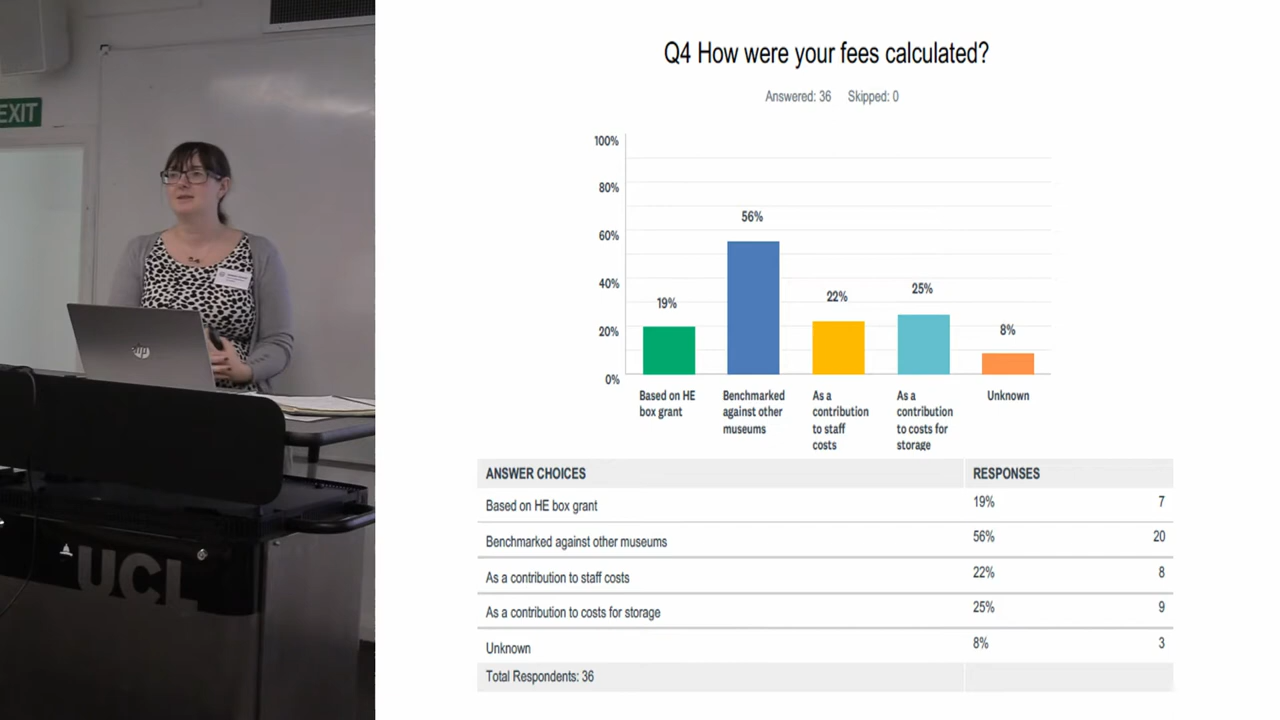 EXIT
hp
UCL
Q4 How were your fees calculated?
Answered: 36 Skipped: 0
100%
80%
60%
40%
20%
0%
19%
56%
22%
25%
8%
Based on HE
box grant
Benchmarked
against other
museums
As a
contribution
to staff
costs
As a
contribution
to costs for
storage
Unknown
ANSWER CHOICES RESPONSES
Based on HE box grant 19% 7
Benchmarked against other museums 56% 20
As a contribution to staff costs 22% 8
As a contribution to costs for storage 25% 9
Unknown 8% 3
Total Respondents: 36